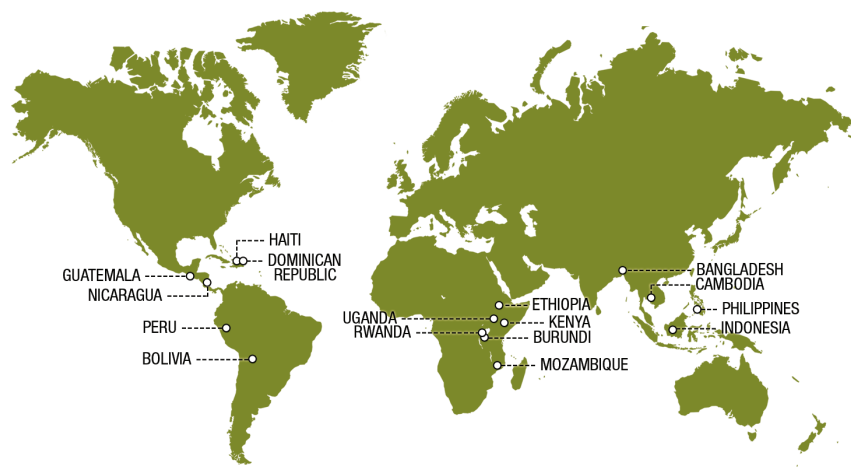 HAITI
DOMINICAN
REPUBLIC
GUATEMALA
NICARAGUA
PERU
BOLIVIA
ETHIOPIA
UGANDA
KENYA
RWANDA
BURUNDI
MOZAMBIQUE
BANGLADESH
CAMBODIA
PHILIPPINES
INDONESIA